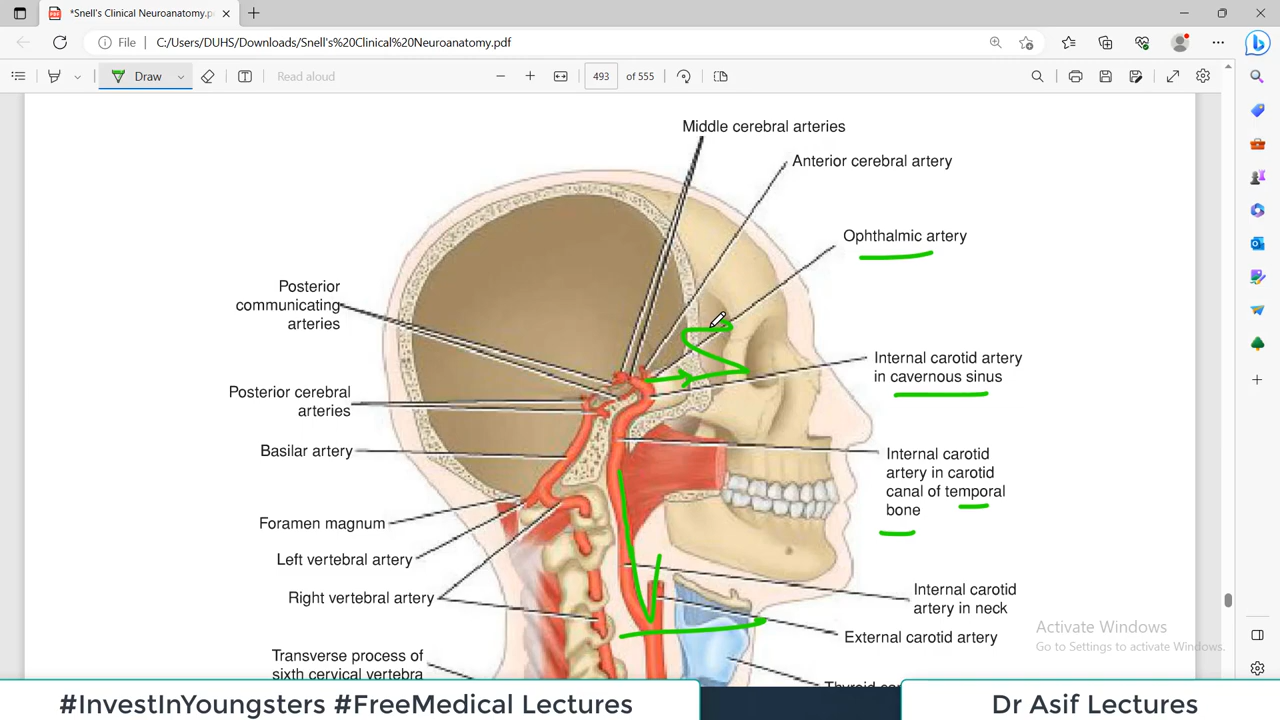 *Snell's Clinical Neuroanatomy.p
File
C:/Users/DUHS/Downloads/Snell's%20Clinical%20Neuroanatomy.pdf
Draw
Read aloud
493 of 555
Middle cerebral arteries
Anterior cerebral artery
Ophthalmic artery
Posterior
communicating
arteries
Internal carotid artery
in cavernous sinus
Posterior cerebral
arteries
Basilar artery
Internal carotid
artery in carotid
canal of temporal
bone
Foramen magnum
Left vertebral artery
Right vertebral artery
Internal carotid
artery in neck
External carotid artery
Activate Windows
Go to Settings to activate Windows.
Transverse process of
sixth cervical vertebra
#InvestInYoungsters #FreeMedical Lectures
Dr Asif Lectures